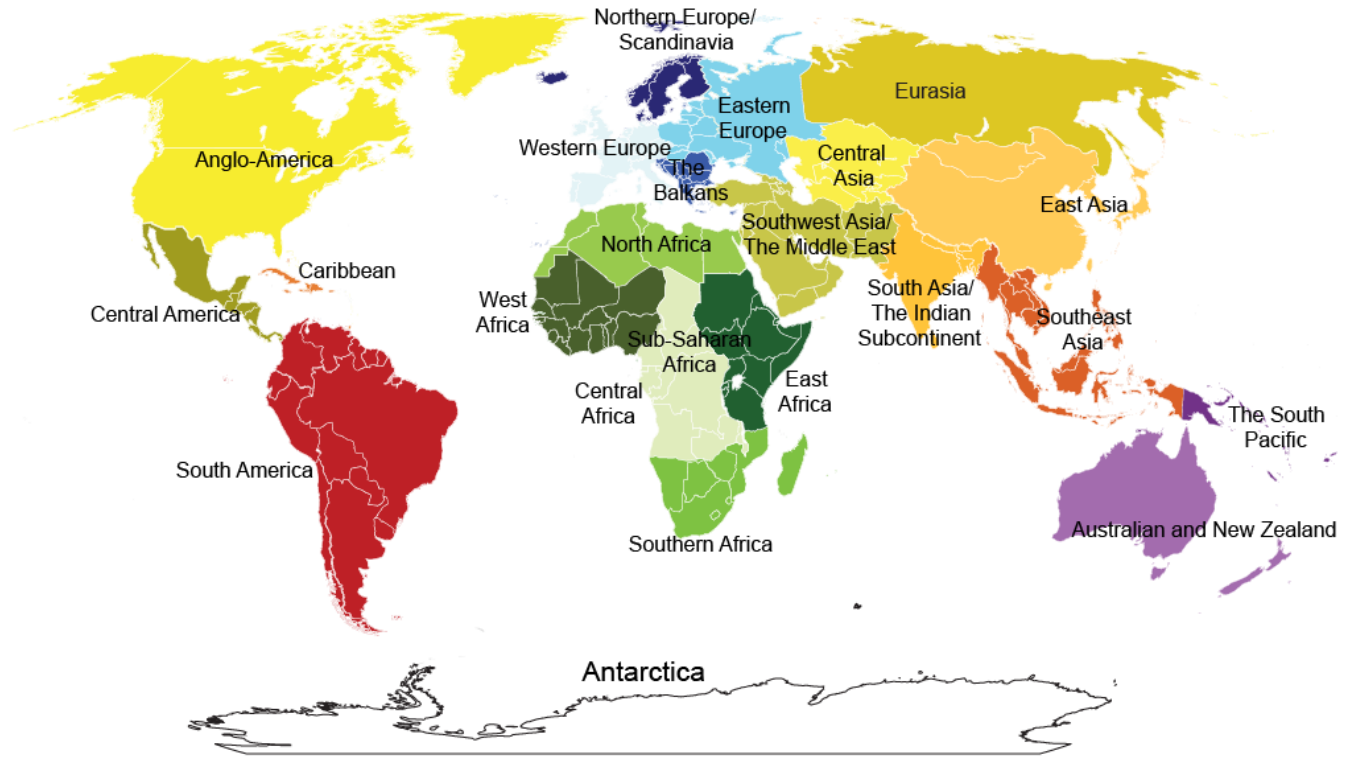 Northern Europe/
Scandinavia
Eurasia
Eastern
Europe
Western Europe
Anglo-America
Central
Asia
The
Balkans
East Asia
Southwest Asia/
The Middle East
North Africa
Caribbean
West
Africa
South Asia/
The Indian
Subcontinent
Central America
Southeast
Asia
Sub-Saharan
Africa
East
Africa
Central
Africa
The South
Pacific
South America
Australian and New Zealand
Southern Africa
Antarctica